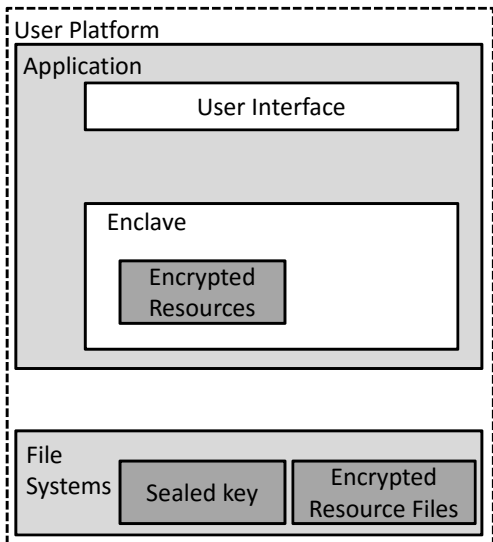 User Platform
Application
User Interface
Enclave
Encrypted
Resources
File
Systems
Sealed key
Encrypted
Resource Files